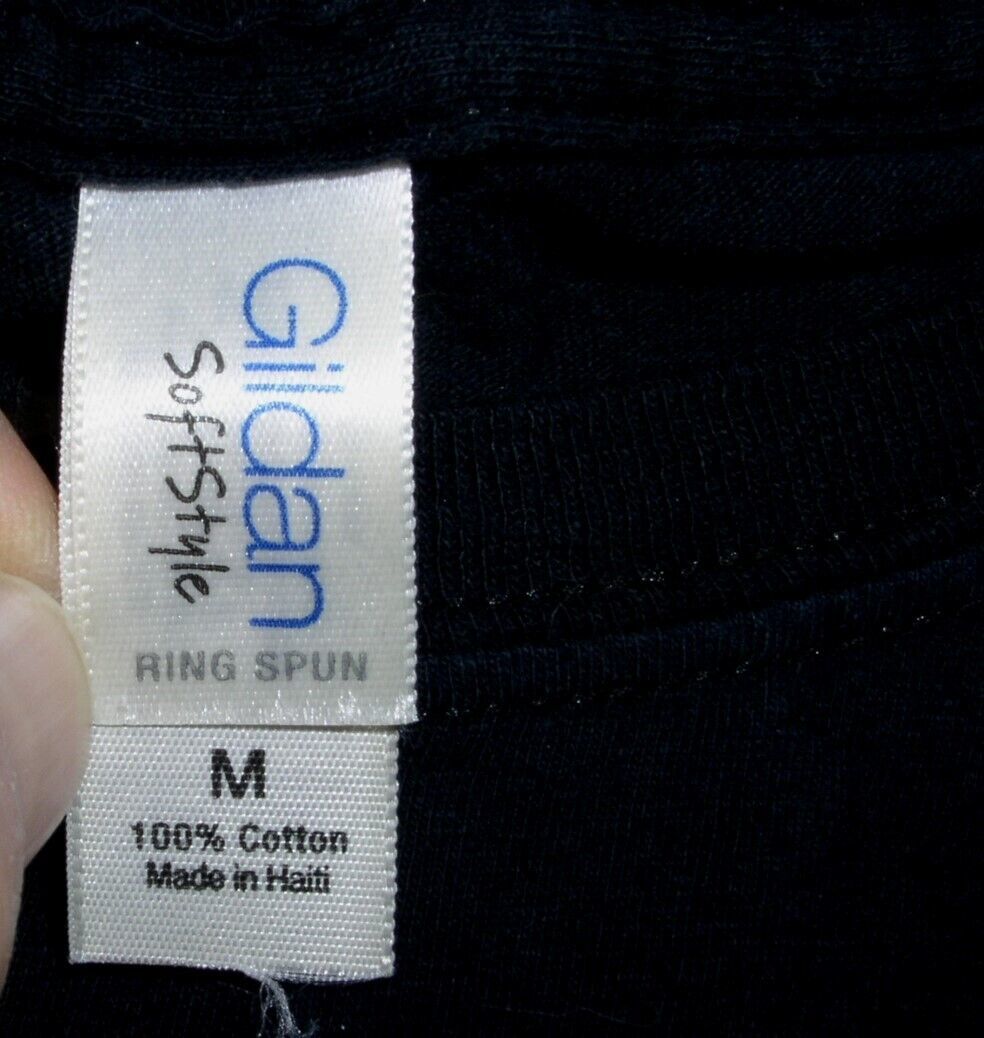 Gildan
SoftStyle
RING SPUN
M
100% Cotton
Made in Haiti